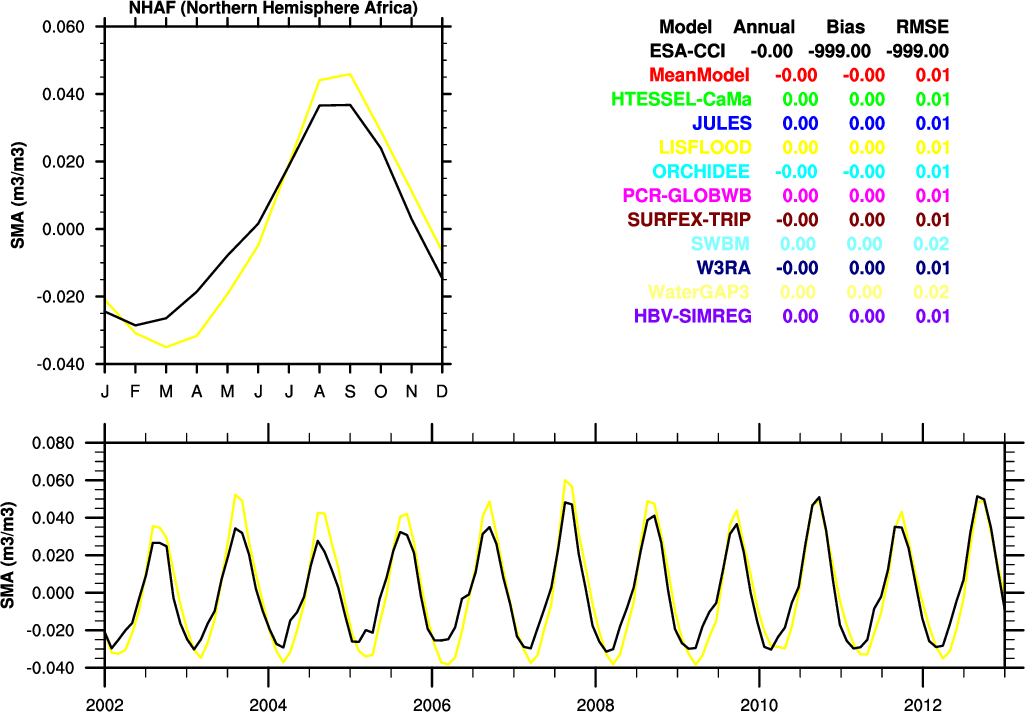 NHAF (Northern Hemisphere Africa)
0.060
0.040
0.020
0.000
-0.020
-0.040
SMA (m3/m3)
J F M A M J J A S O N D
Model Annual Bias RMSE
ESA-CCI -0.00 -999.00 -999.00
MeanModel -0.00 -0.00 0.01
HTESSEL-CaMa 0.00 0.00 0.01
JULES 0.00 0.00 0.01
LISFLOOD 0.00 0.00 0.01
ORCHIDEE -0.00 -0.00 0.01
PCR-GLOBWB 0.00 0.00 0.01
SURFEX-TRIP -0.00 0.00 0.01
SWBM 0.00 0.00 0.02
W3RA -0.00 0.00 0.01
WaterGAP3 0.00 0.00 0.02
HBV-SIMREG 0.00 0.00 0.01
0.080
0.060
0.040
0.020
0.000
-0.020
-0.040
SMA (m3/m3)
2002 2004 2006 2008 2010 2012